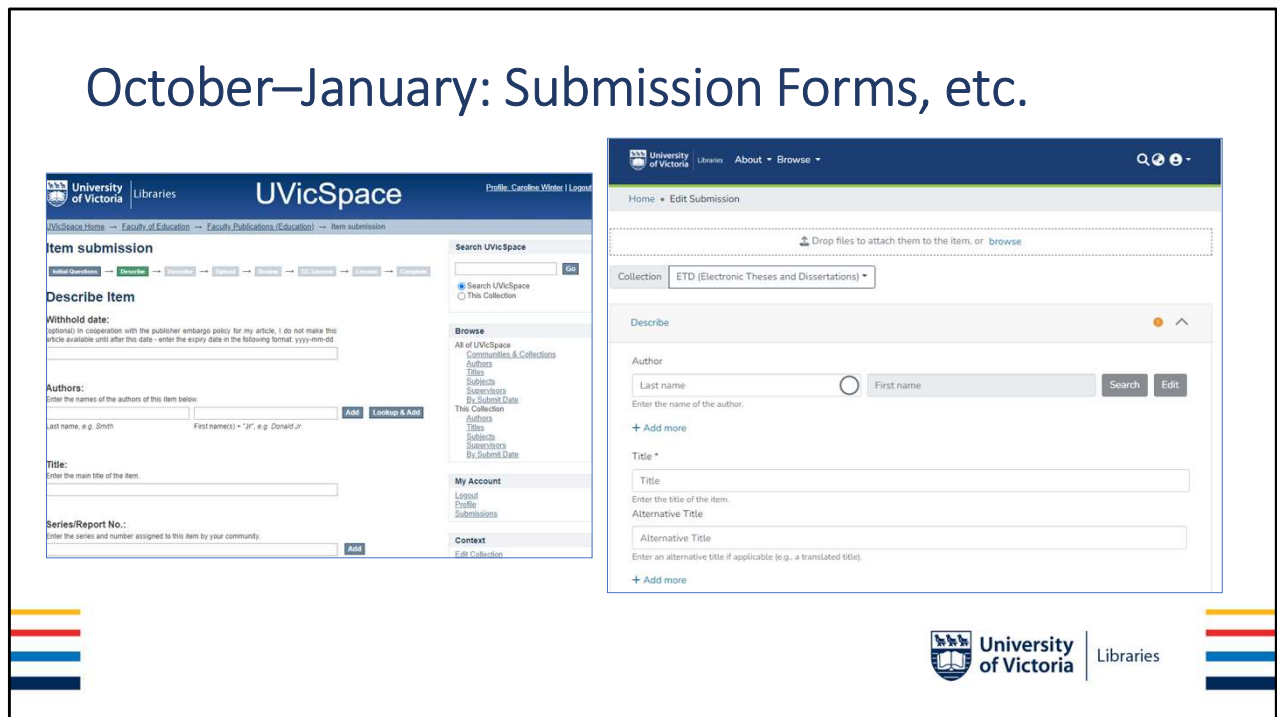 October–January: Submission Forms, etc.
University
of Victoria
Libraries
UVicSpace
Profile: Caroline Winter | Logout
UVicSpace Home → Faculty of Education → Faculty Publications (Education) → Item submission
Item submission
Initial Questions → Describe → Describe → Upload → Review → CC License → License → Complete
Describe Item
Withhold date:
(optional) In cooperation with the publisher embargo policy for my article, I do not make this
article available until after this date - enter the expiry date in the following format: yyyy-mm-dd
Authors:
Enter the names of the authors of this item below.
Add
Lookup & Add
Last name, e.g. Smith
First name(s) + "Jr", e.g. Donald Jr
Title:
Enter the main title of the item.
Series/Report No.:
Enter the series and number assigned to this item by your community.
Add
Search UVicSpace
Go
Search UVicSpace
This Collection
Browse
All of UVicSpace
Communities & Collections
Authors
Titles
Subjects
Supervisors
By Submit Date
This Collection
Authors
Titles
Subjects
Supervisors
By Submit Date
My Account
Logout
Profile
Submissions
Context
Edit Collection
University
of Victoria
Libraries
About
Browse
Home • Edit Submission
Drop files to attach them to the item, or browse
Collection
ETD (Electronic Theses and Dissertations)
Describe
Author
Last name
First name
Search
Edit
Enter the name of the author.
+ Add more
Title *
Title
Enter the title of the item.
Alternative Title
Alternative Title
Enter an alternative title if applicable (e.g., a translated title).
+ Add more
University
of Victoria
Libraries